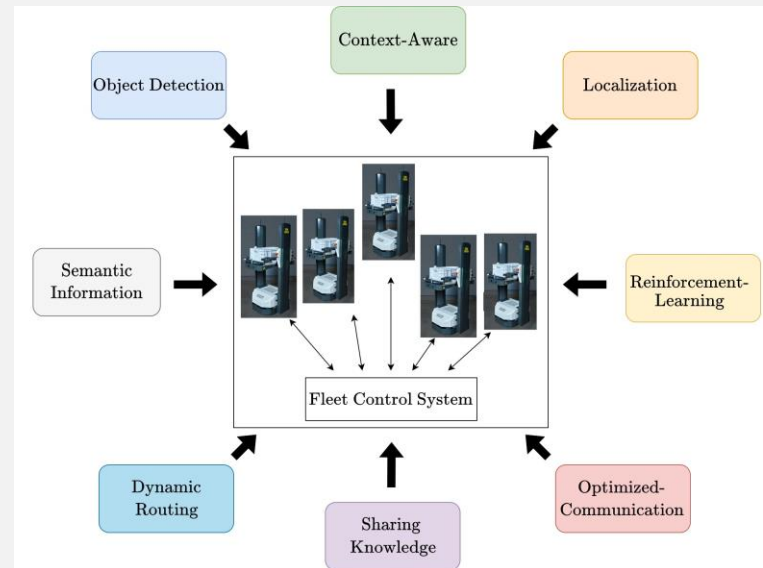 Context-Aware
Object Detection
Localization
Semantic
Information
Reinforcement-
Learning
Fleet Control System
Dynamic
Routing
Sharing
Knowledge
Optimized-
Communication